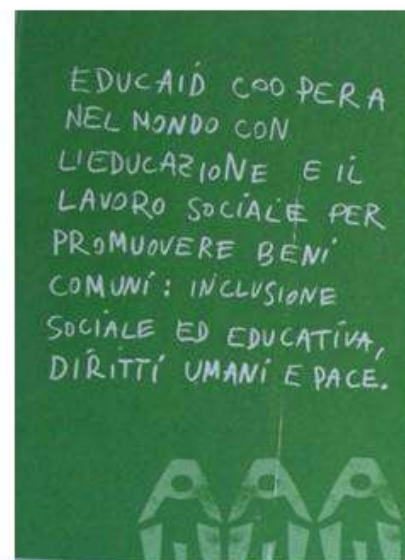 EDUCAID COOPERA
NEL MONDO CON
L'EDUCAZIONE E IL
LAVORO SOCIALE PER
PROMUOVERE BENI
COMUNI: INCLUSIONE
SOCIALE ED EDUCATIVA,
DIRITTI UMANI E PACE.